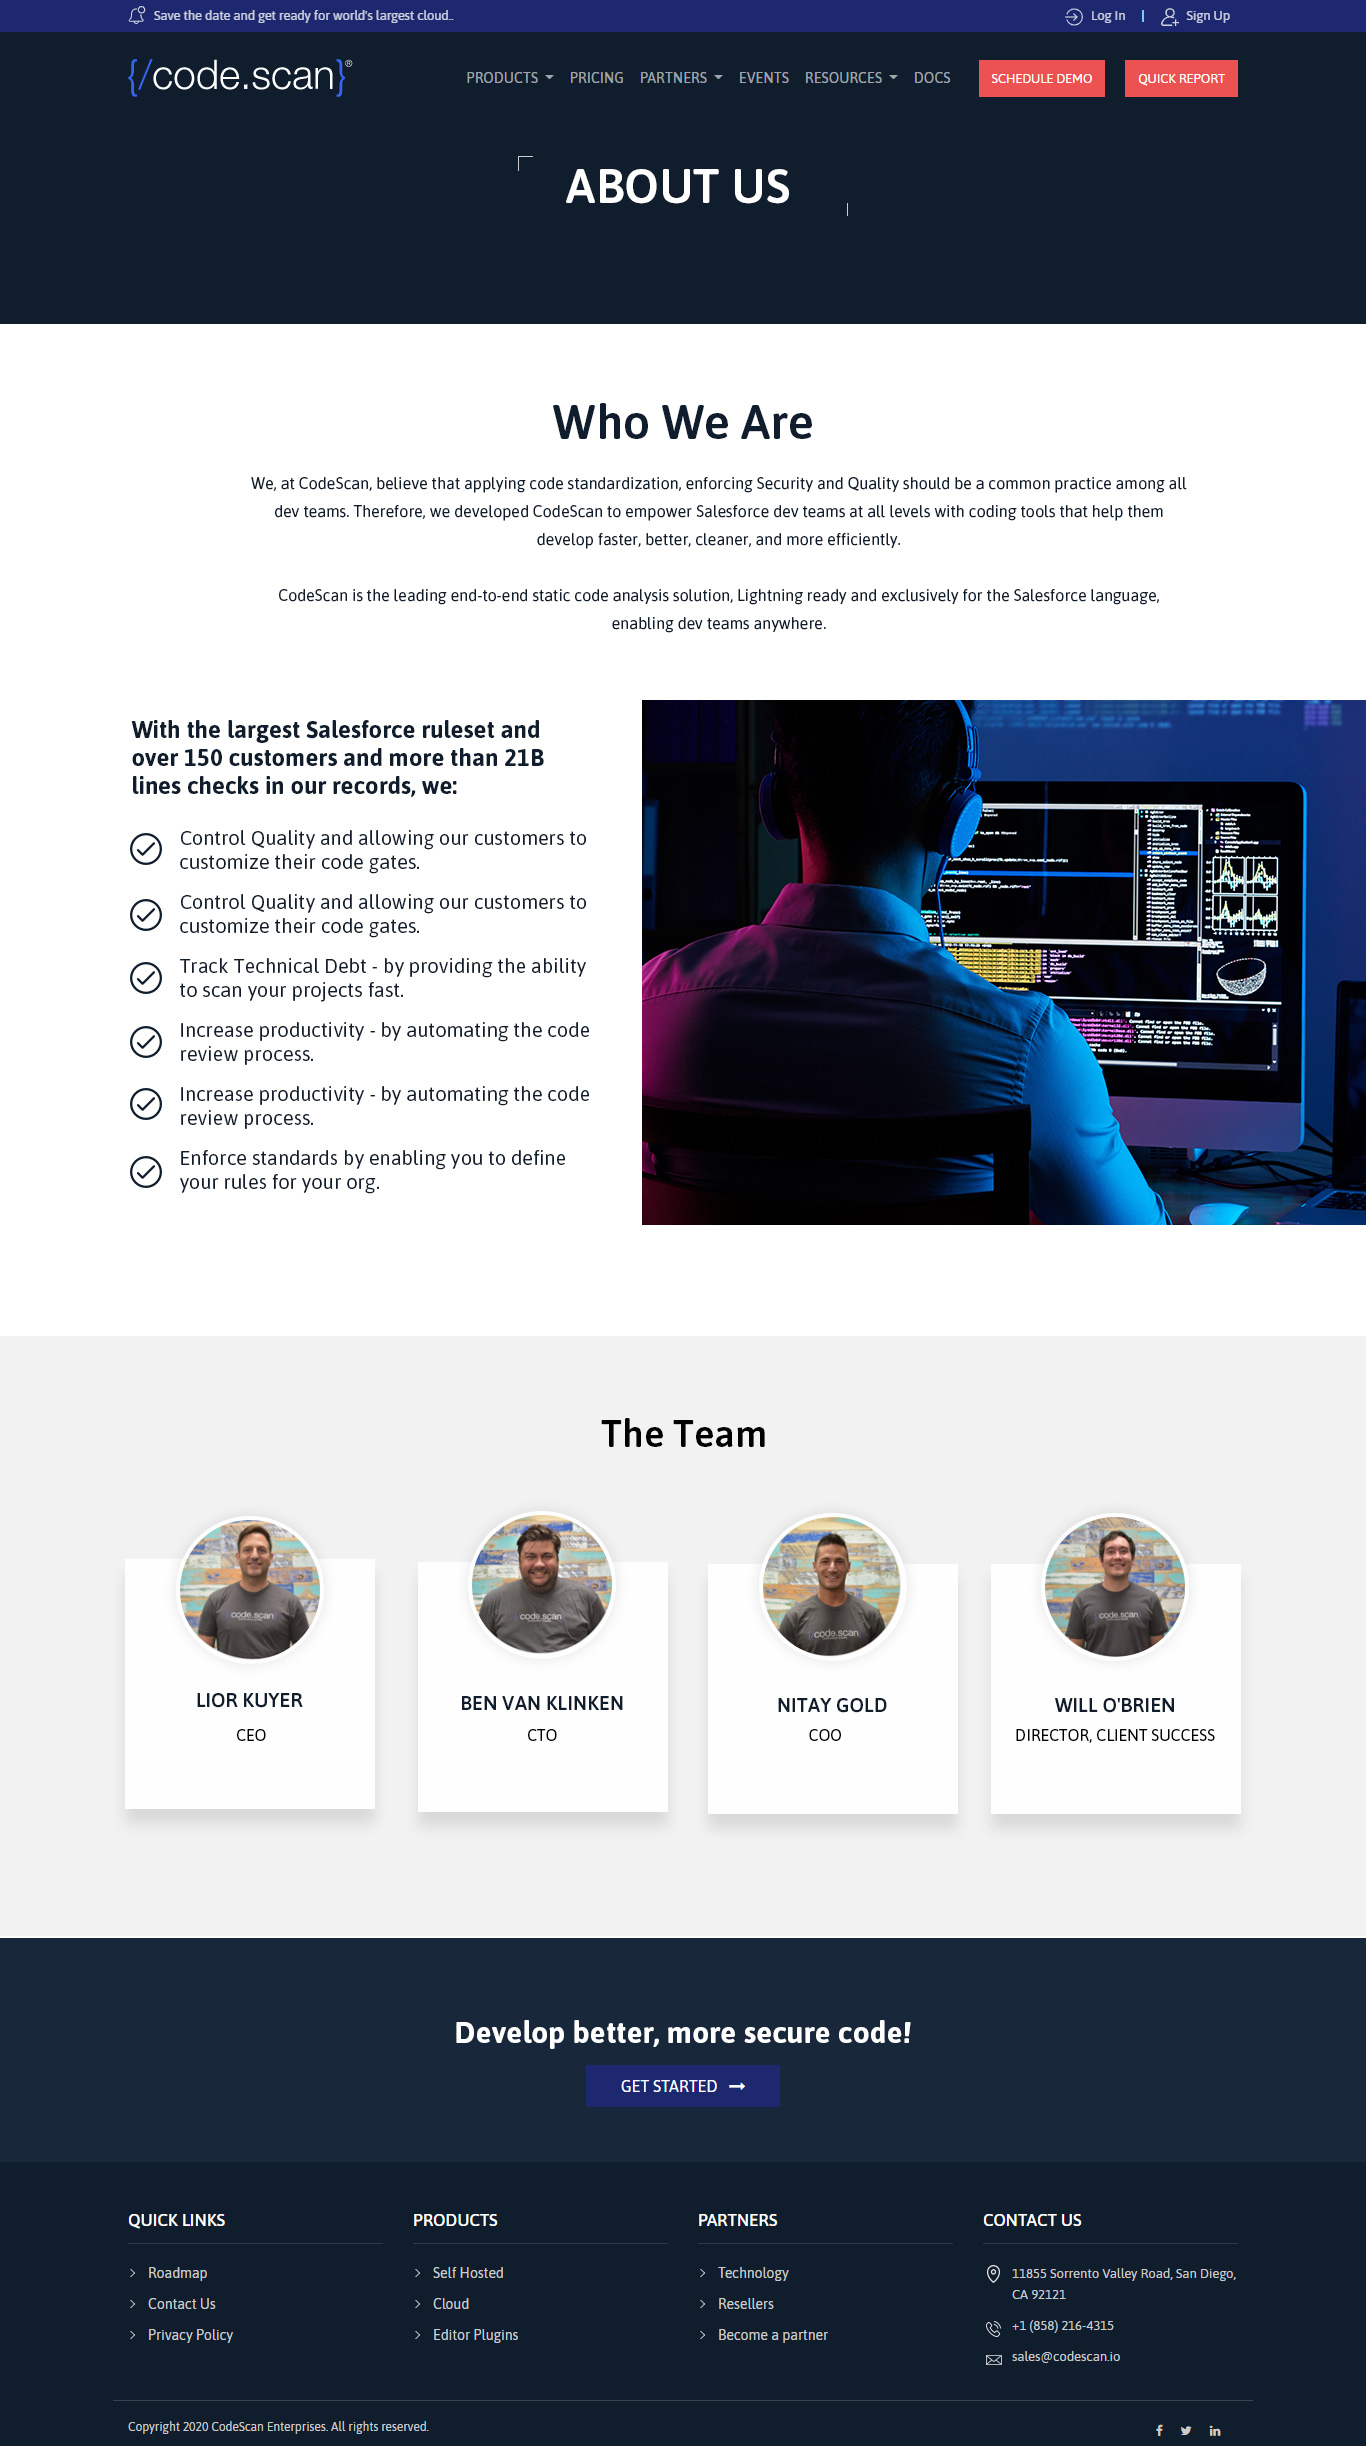 Save the date and get ready for world's largest cloud..
Log In | Sign Up
{/code.scan}®
PRODUCTS PRICING PARTNERS EVENTS RESOURCES DOCS SCHEDULE DEMO QUICK REPORT
ABOUT US
Who We Are
We, at CodeScan, believe that applying code standardization, enforcing Security and Quality should be a common practice among all
dev teams. Therefore, we developed CodeScan to empower Salesforce dev teams at all levels with coding tools that help them
develop faster, better, cleaner, and more efficiently.
CodeScan is the leading end-to-end static code analysis solution, Lightning ready and exclusively for the Salesforce language,
enabling dev teams anywhere.
With the largest Salesforce ruleset and
over 150 customers and more than 21B
lines checks in our records, we:
Control Quality and allowing our customers to
customize their code gates.
Control Quality and allowing our customers to
customize their code gates.
Track Technical Debt - by providing the ability
to scan your projects fast.
Increase productivity - by automating the code
review process.
Increase productivity - by automating the code
review process.
Enforce standards by enabling you to define
your rules for your org.
The Team
code.scan
code.scan
code.scan
code.scan
LIOR KUYER
CEO
BEN VAN KLINKEN
CTO
NITAY GOLD
COO
WILL O'BRIEN
DIRECTOR, CLIENT SUCCESS
Develop better, more secure code!
GET STARTED
QUICK LINKS
Roadmap
Contact Us
Privacy Policy
PRODUCTS
Self Hosted
Cloud
Editor Plugins
PARTNERS
Technology
Resellers
Become a partner
CONTACT US
11855 Sorrento Valley Road, San Diego,
CA 92121
+1 (858) 216-4315
sales@codescan.io
Copyright 2020 CodeScan Enterprises. All rights reserved.